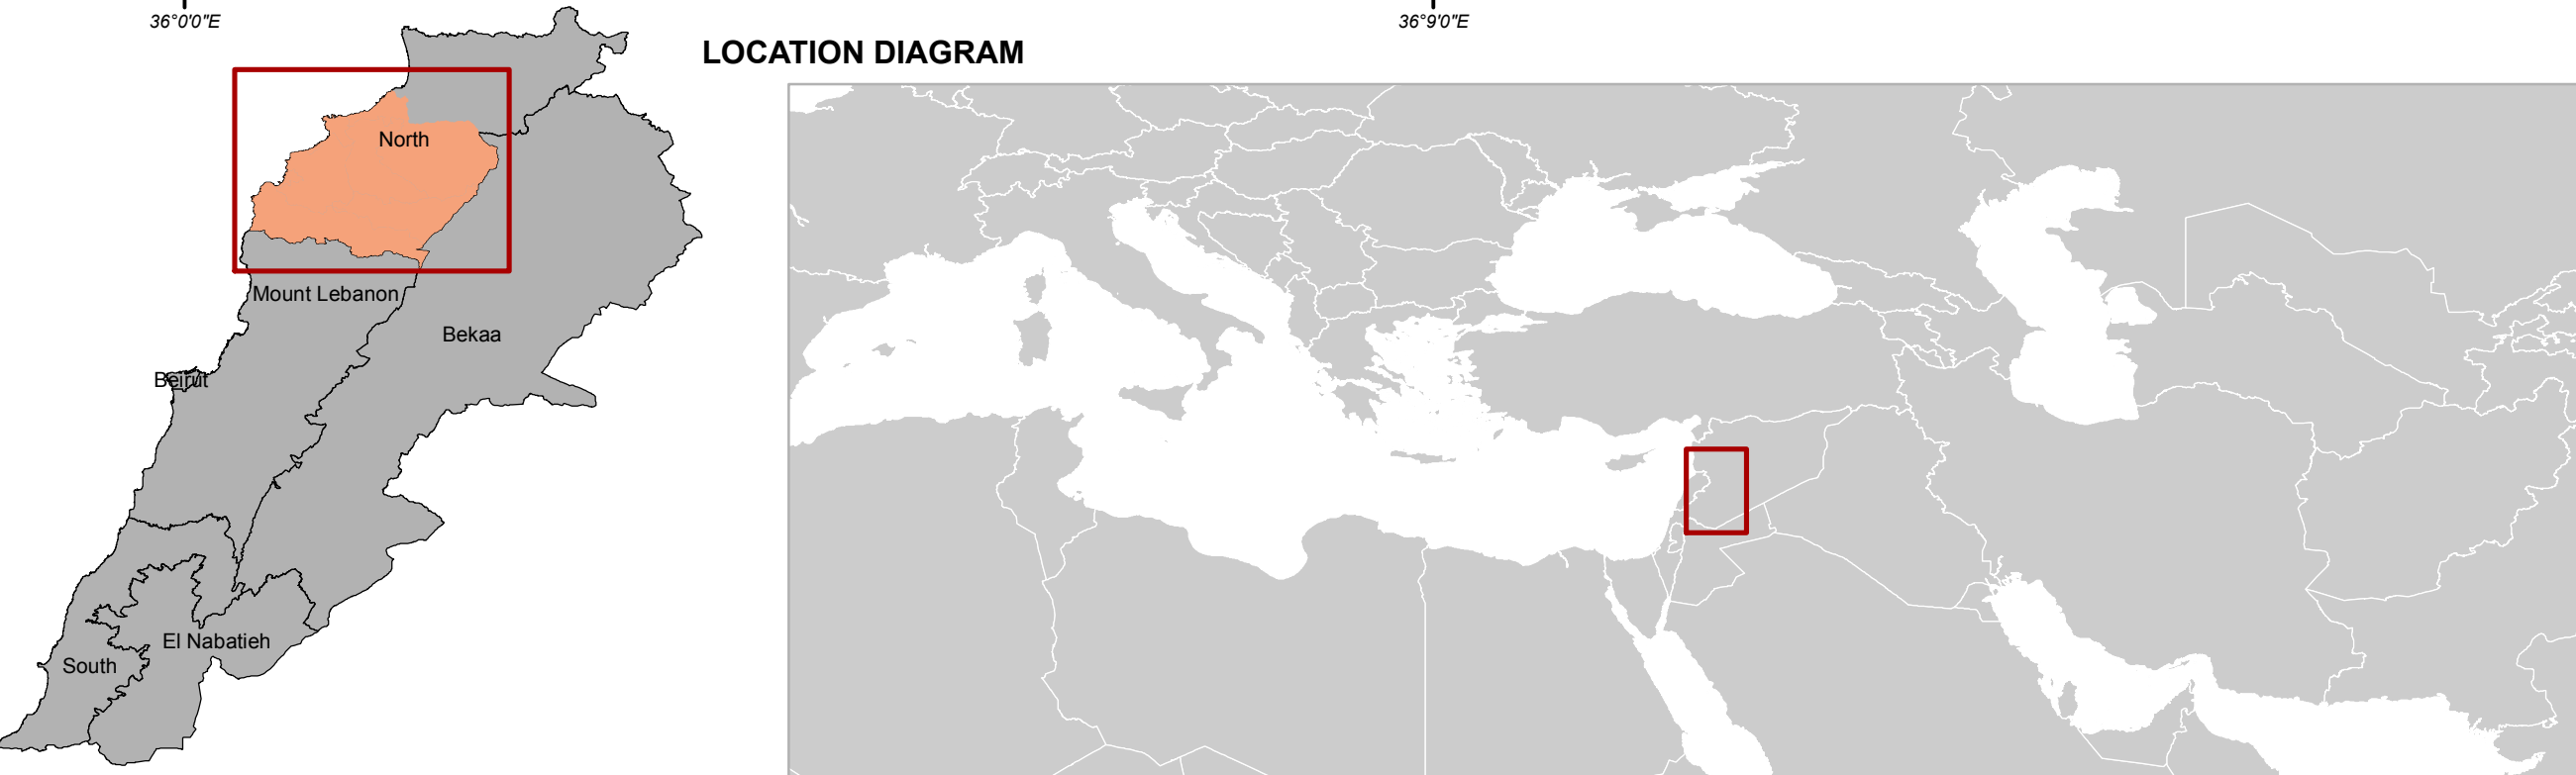 36°0'0"E
36°9'0"E
LOCATION DIAGRAM
North
Mount Lebanon
Bekaa
Beirut
El Nabatieh
South